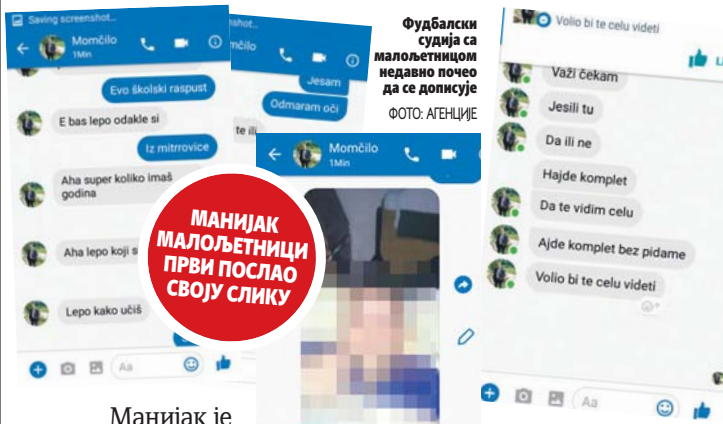 Saving screenshot...
Momčilo
1Min
Evo školski raspust
E bas lepo odakle si
Iz mitrrovice
Aha super koliko imaš
godina
Aha lepo koji
Lepo kako učiš
Aa
Jesam
Odmaram oči
te
Фудбалски
судија са
малољетницом
недавно почео
да се дописује
ФОТО: АГЕНЦИЈЕ
МАНИЈАК
МАЛОЉЕТНИЦИ
ПРВИ ПОСЛАО
СВОЈУ СЛИКУ
Momčilo
1Min
Volio bi te celu videti
Važi čekam
Jesili tu
Da ili ne
Hajde komplet
Da te vidim celu
Ajde komplet bez pidame
Volio bi te celu videti
Aa
Манијак је